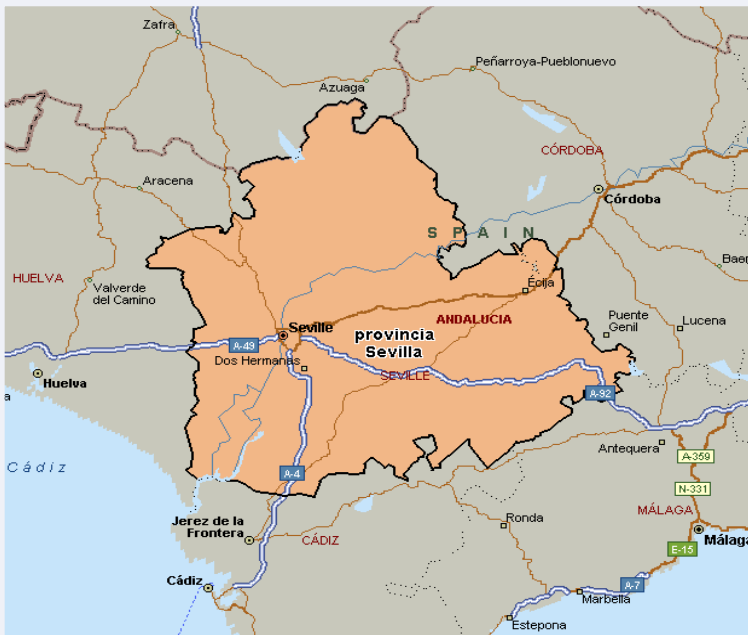 Zafra
Peñarroya-Pueblonuevo
Azuaga
CÓRDOBA
Aracena
Córdoba
S P A I N
Baer
HUELVA
Valverde
del Camino
Écija
ANDALUCIA
Puente
Genil
Lucena
Seville
provincia
Sevilla
A-49
Dos Hermanas
SEVILLE
Huelva
a
A-92
Antequera
A-359
Cádiz
A-4
N-331
Jerez de la
Frontera
CÁDIZ
Ronda
MÁLAGA
Málaga
E-15
Cádiz
A-7
Marbella
Estepona